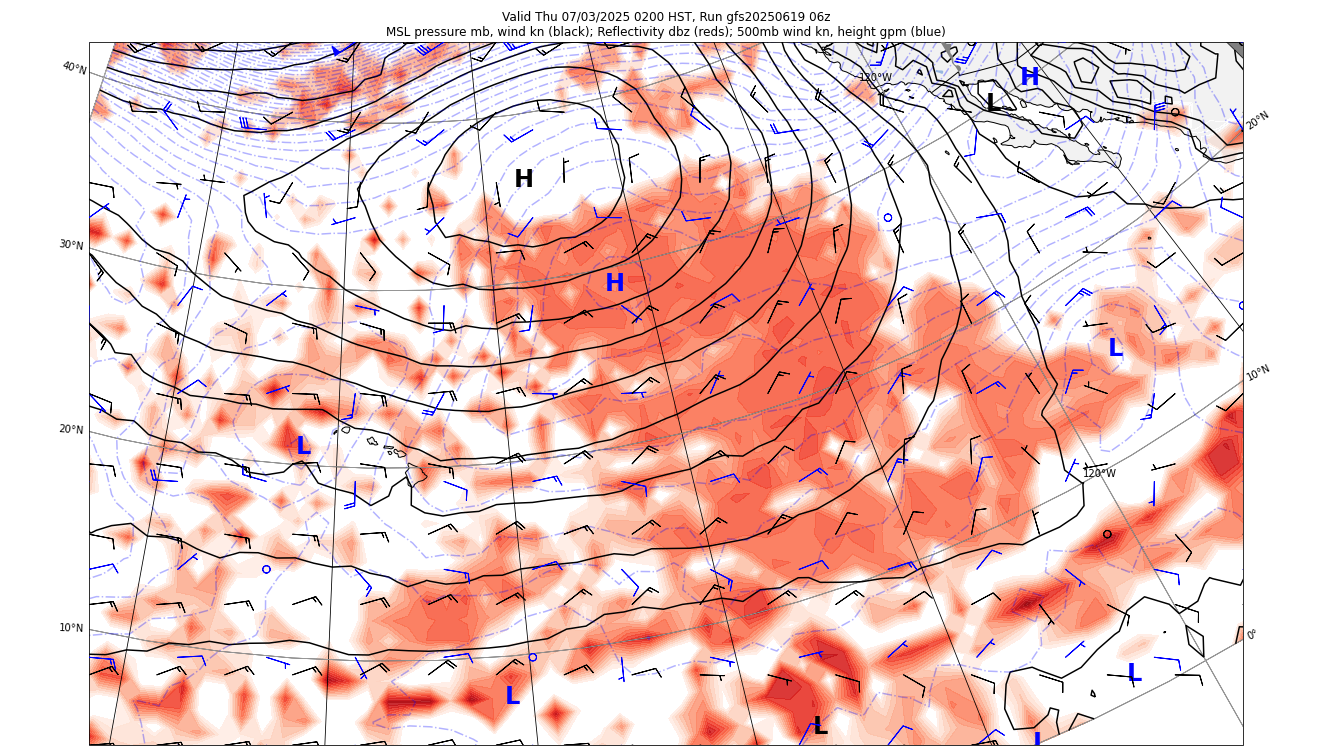 Valid Thu 07/03/2025 0200 HST, Run gfs20250619 06z
MSL pressure mb, wind kn (black); Reflectivity dbz (reds); 500mb wind kn, height gpm (blue)
40°N
120°W
H
L
20°N
H
30°N
H
L
10°N
20°N
L
120°W
10°N
0°
L
L
L
L